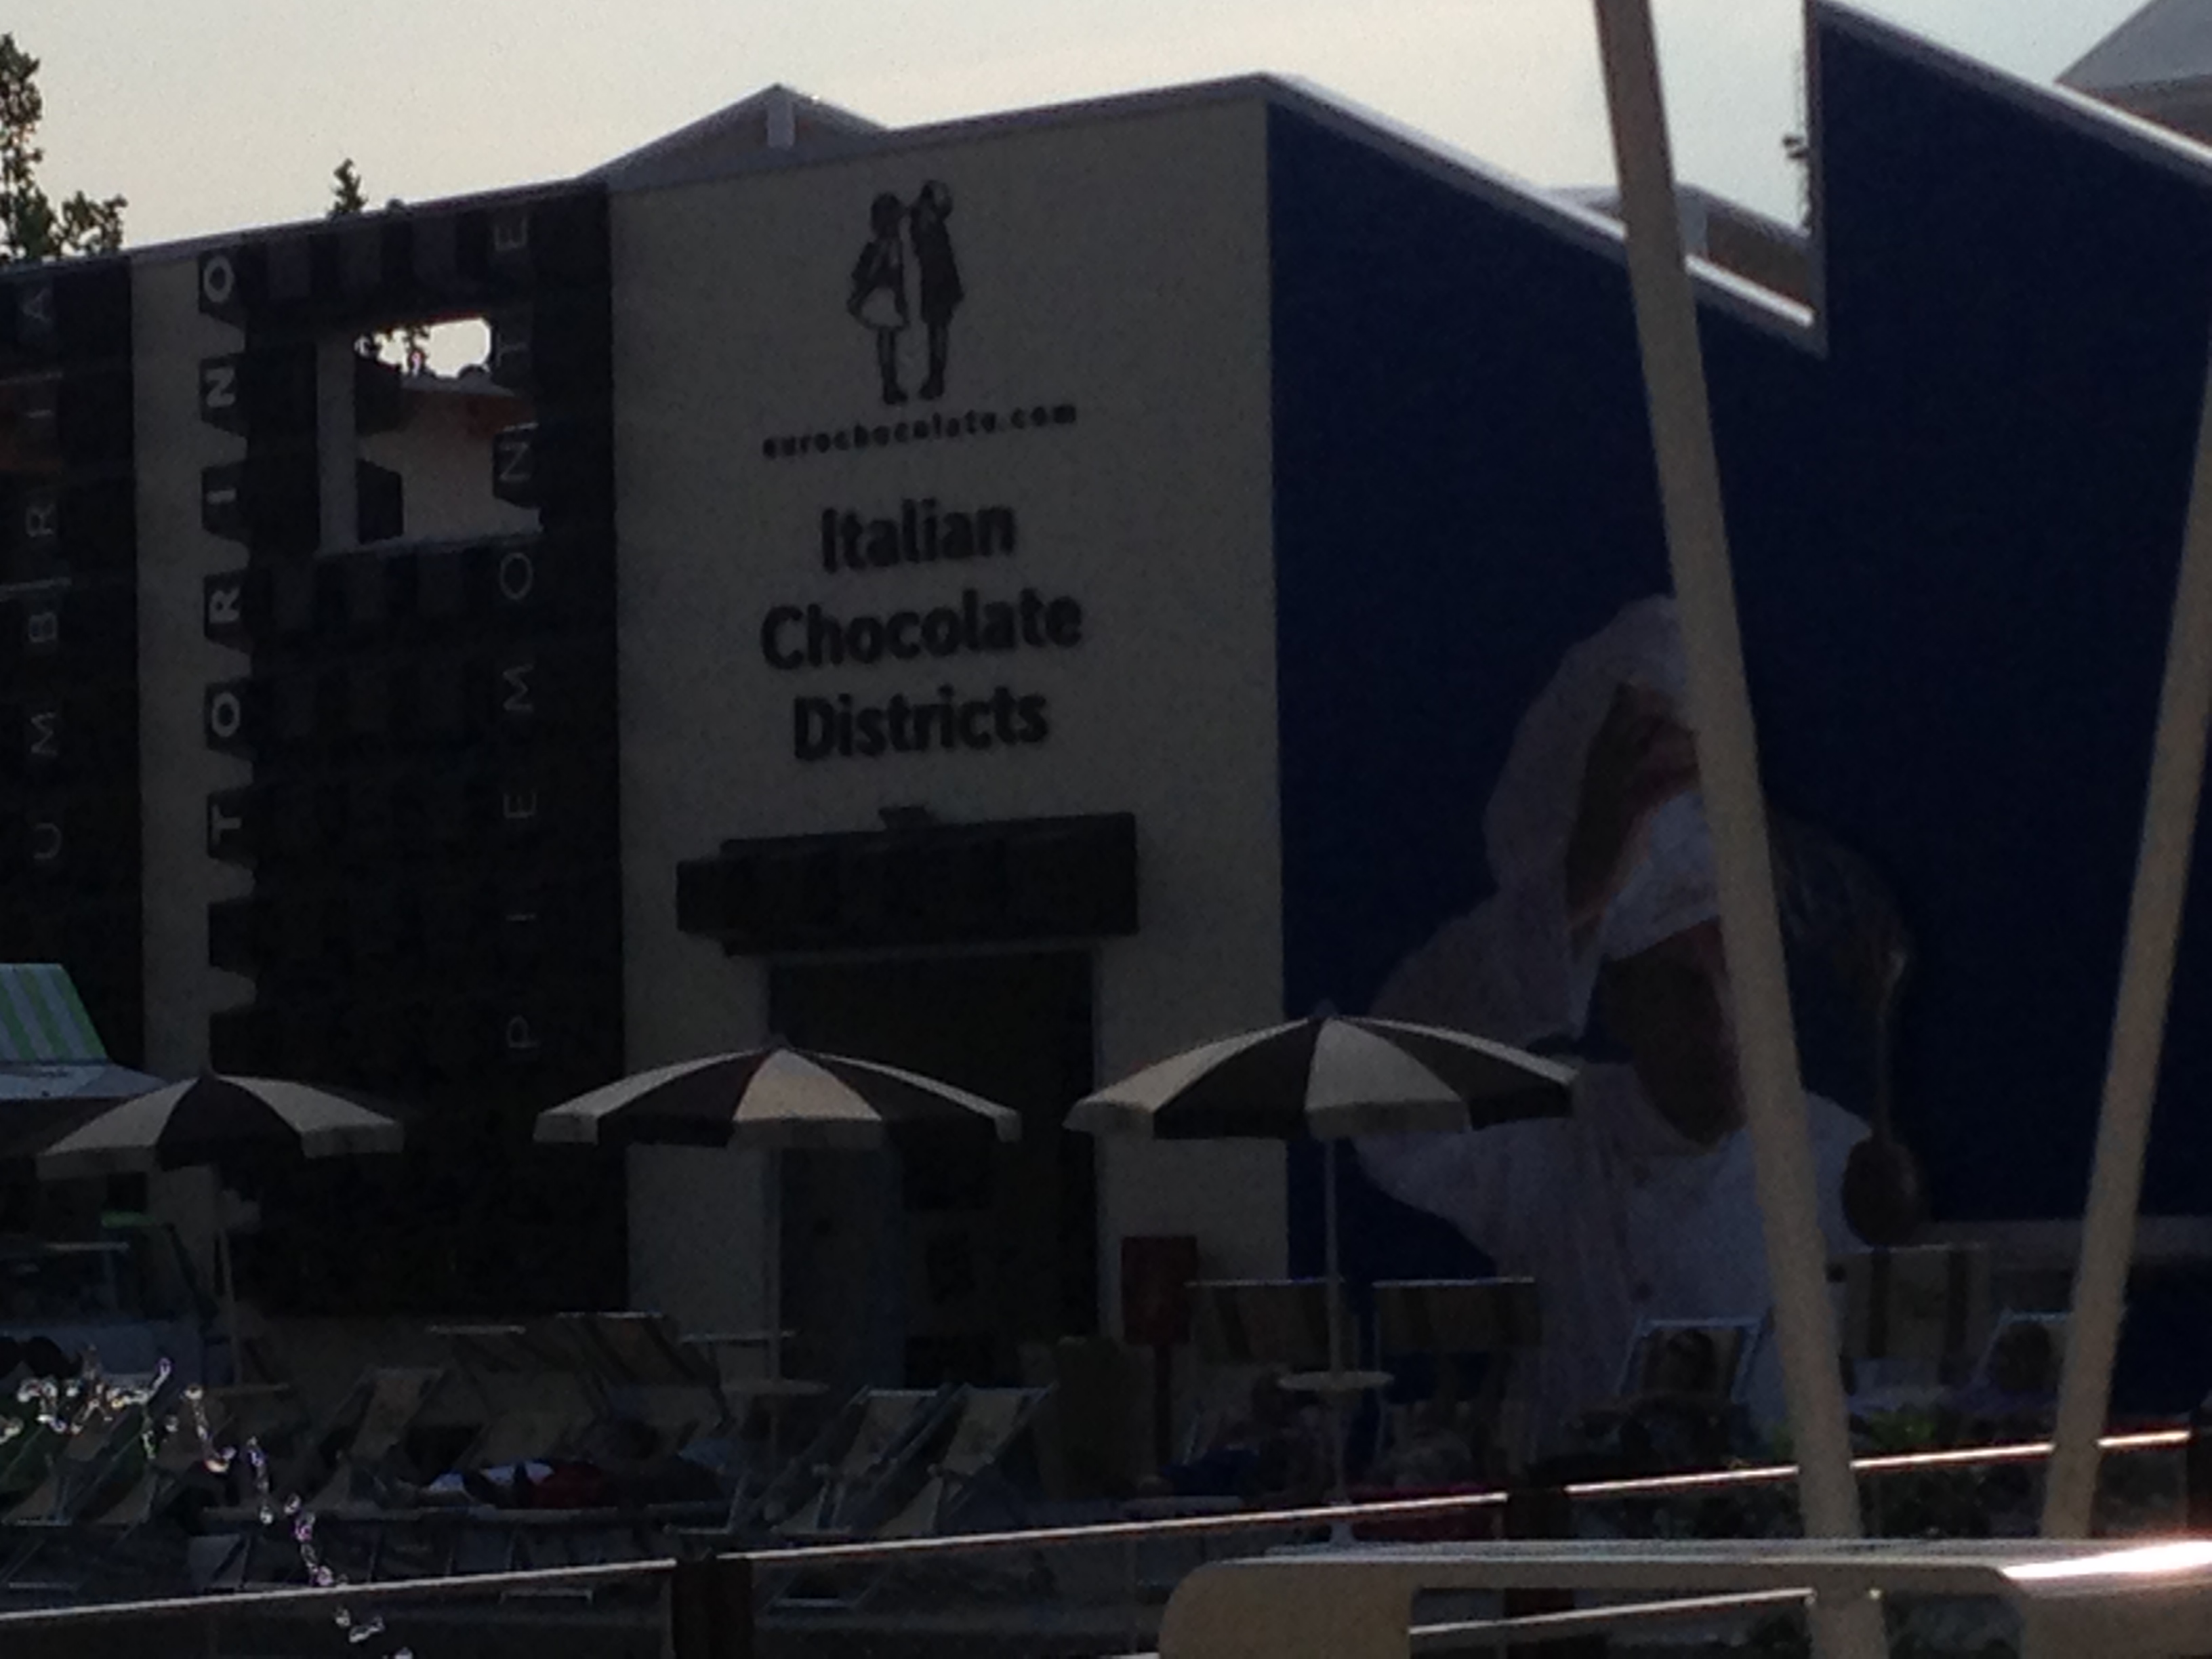 UMBRIA
TORINO
PIEMONTE
eurochocolate.com
Italian
Chocolate
Districts